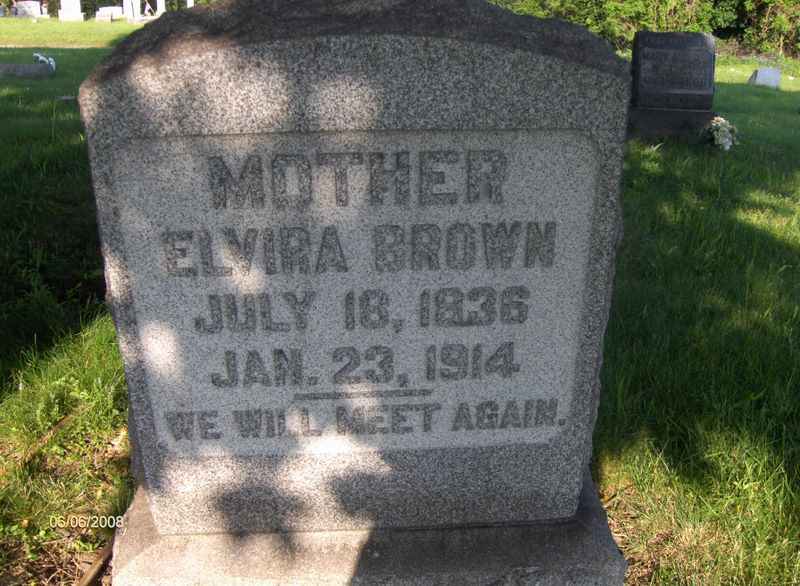 MOTHER
ELVIRA BROWN
JULY 18, 1836
JAN. 23, 1914
WE WILL MEET AGAIN.
06/06/2008